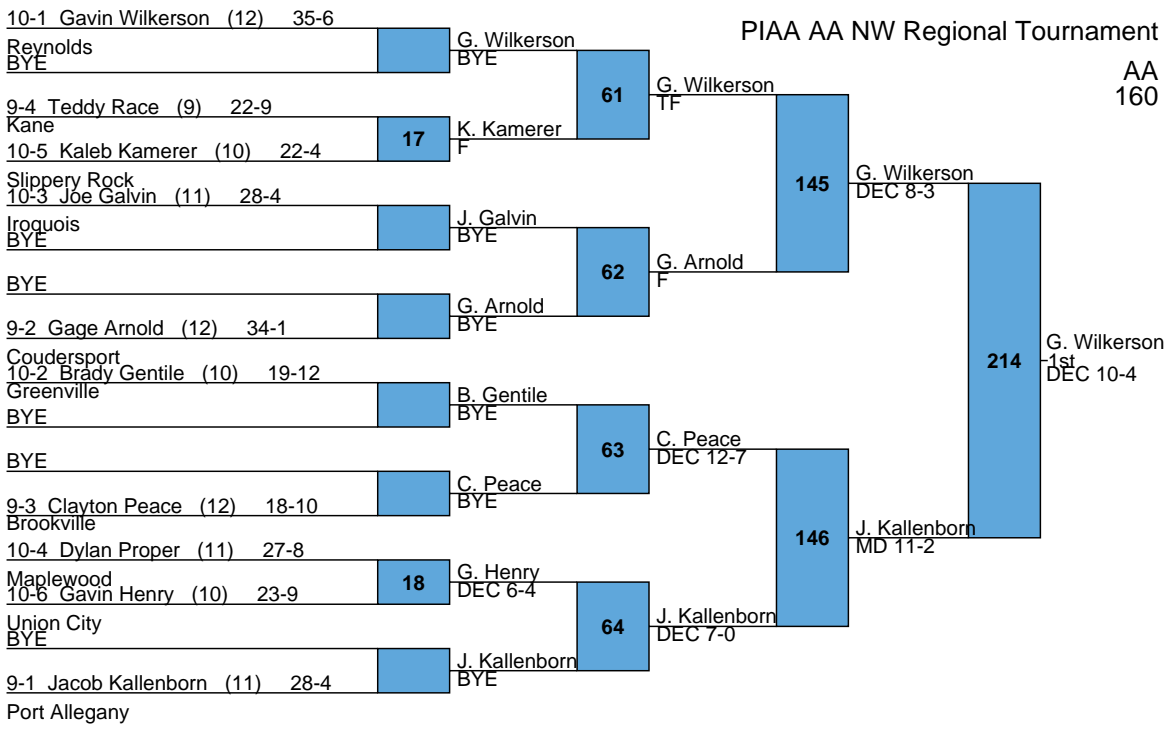 PIAA AA NW Regional Tournament
AA
160
10-1 Gavin Wilkerson (12) 35-6
Reynolds
BYE
9-4 Teddy Race (9) 22-9
Kane
10-5 Kaleb Kamerer (10) 22-4
Slippery Rock
10-3 Joe Galvin (11) 28-4
Iroquois
BYE
BYE
9-2 Gage Arnold (12) 34-1
Coudersport
10-2 Brady Gentile (10) 19-12
Greenville
BYE
BYE
9-3 Clayton Peace (12) 18-10
Brookville
10-4 Dylan Proper (11) 27-8
Maplewood
10-6 Gavin Henry (10) 23-9
Union City
BYE
9-1 Jacob Kallenborn (11) 28-4
Port Allegany
17
18
G. Wilkerson
BYE
K. Kamerer
F
J. Galvin
BYE
G. Arnold
BYE
B. Gentile
BYE
C. Peace
BYE
G. Henry
DEC 6-4
J. Kallenborn
BYE
61
62
63
64
G. Wilkerson
TF
G. Arnold
F
C. Peace
DEC 12-7
J. Kallenborn
DEC 7-0
145
146
G. Wilkerson
DEC 8-3
J. Kallenborn
MD 11-2
214
G. Wilkerson
1st
DEC 10-4